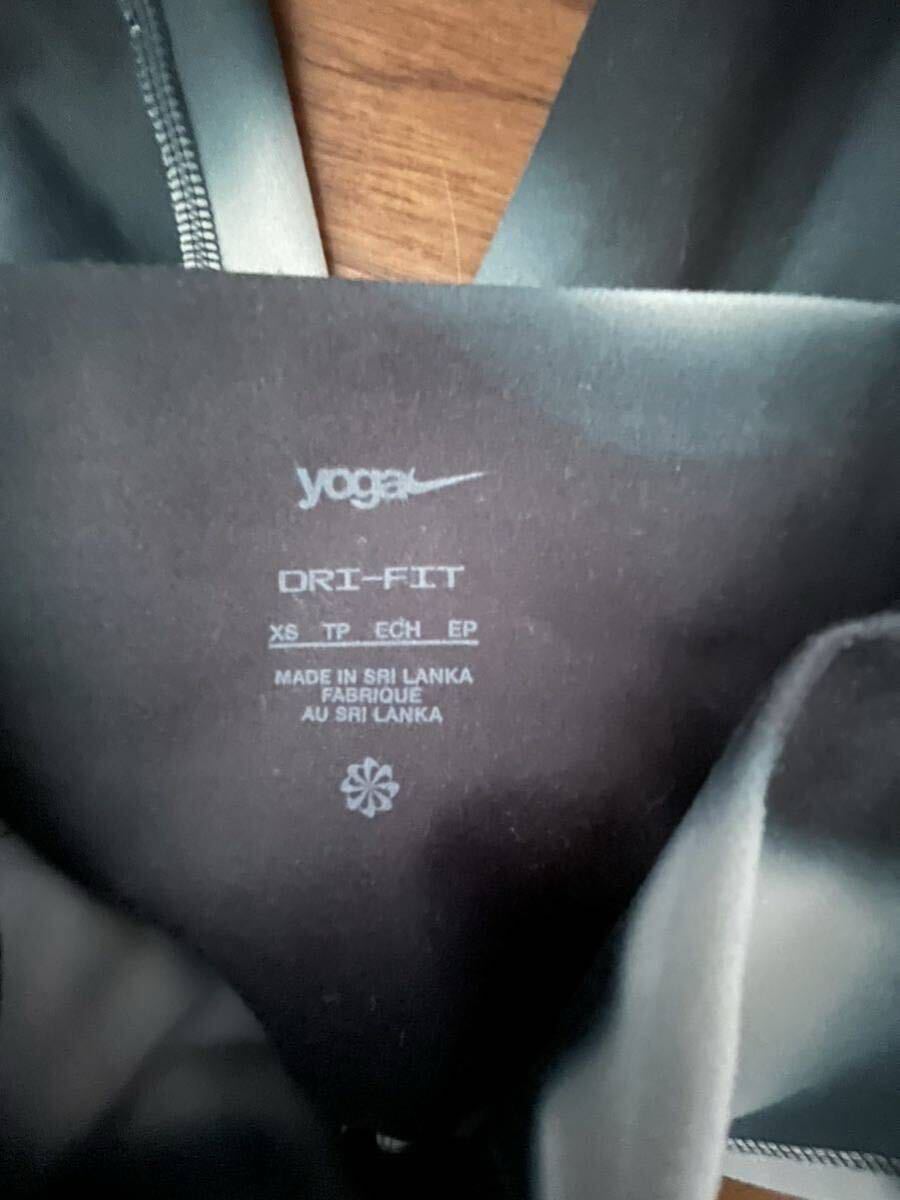 yoga
DRI-FIT
XS TP ECH EP
MADE IN SRI LANKA
FABRIQUÉ
AU SRI LANKA